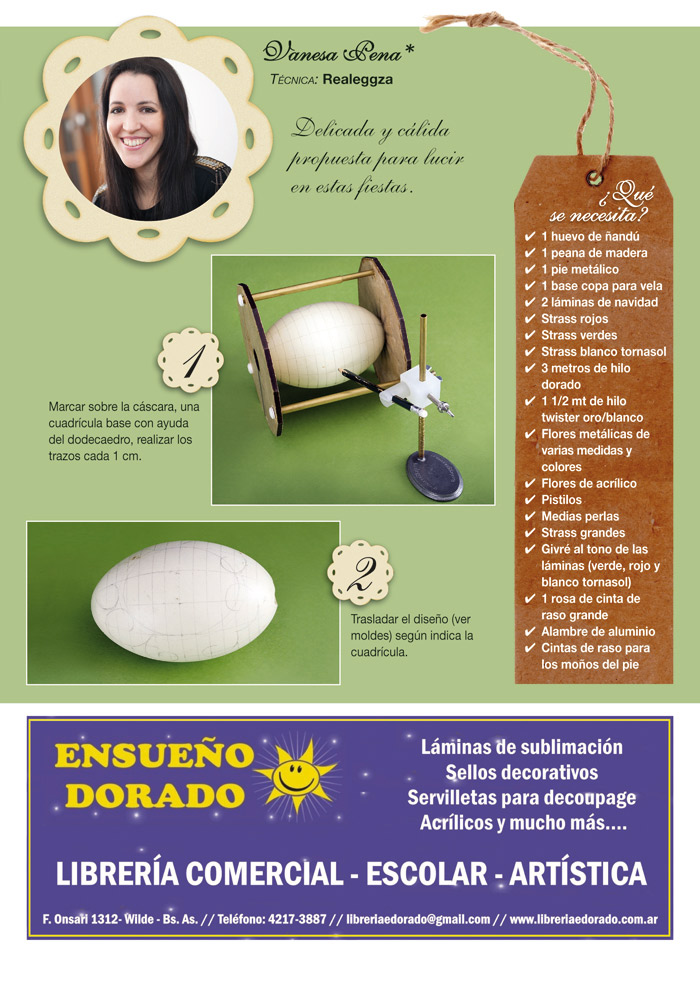 Vanesa Pena*
TÉCNICA: Realeggza
Delicada y cálida
propuesta para lucir
en estas fiestas.
¿Qué
se necesita?
✔ 1 huevo de ñandú
✔ 1 peana de madera
✔ 1 pie metálico
✔ 1 base copa para vela
✔ 2 láminas de navidad
✔ Strass rojos
✔ Strass verdes
✔ Strass blanco tornasol
✔ 3 metros de hilo
dorado
✔ 1 1/2 mt de hilo
twister oro/blanco
✔ Flores metálicas de
varias medidas y
colores
✔ Flores de acrílico
✔ Pistilos
✔ Medias perlas
✔ Strass grandes
✔ Givré al tono de las
láminas (verde, rojo y
blanco tornasol)
✔ 1 rosa de cinta de
raso grande
✔ Alambre de aluminio
✔ Cintas de raso para
los moños del pie
1
Marcar sobre la cáscara, una
cuadrícula base con ayuda
del dodecaedro, realizar los
trazos cada 1 cm.
2
Trasladar el diseño (ver
moldes) según indica la
cuadrícula.
ENSUEÑO
DORADO
Láminas de sublimación
Sellos decorativos
Servilletas para decoupage
Acrílicos y mucho más....
LIBRERÍA COMERCIAL - ESCOLAR - ARTÍSTICA
F. Onsari 1312- Wilde - Bs. As. // Teléfono: 4217-3887 // libreriaedorado@gmail.com // www.libreriaedorado.com.ar